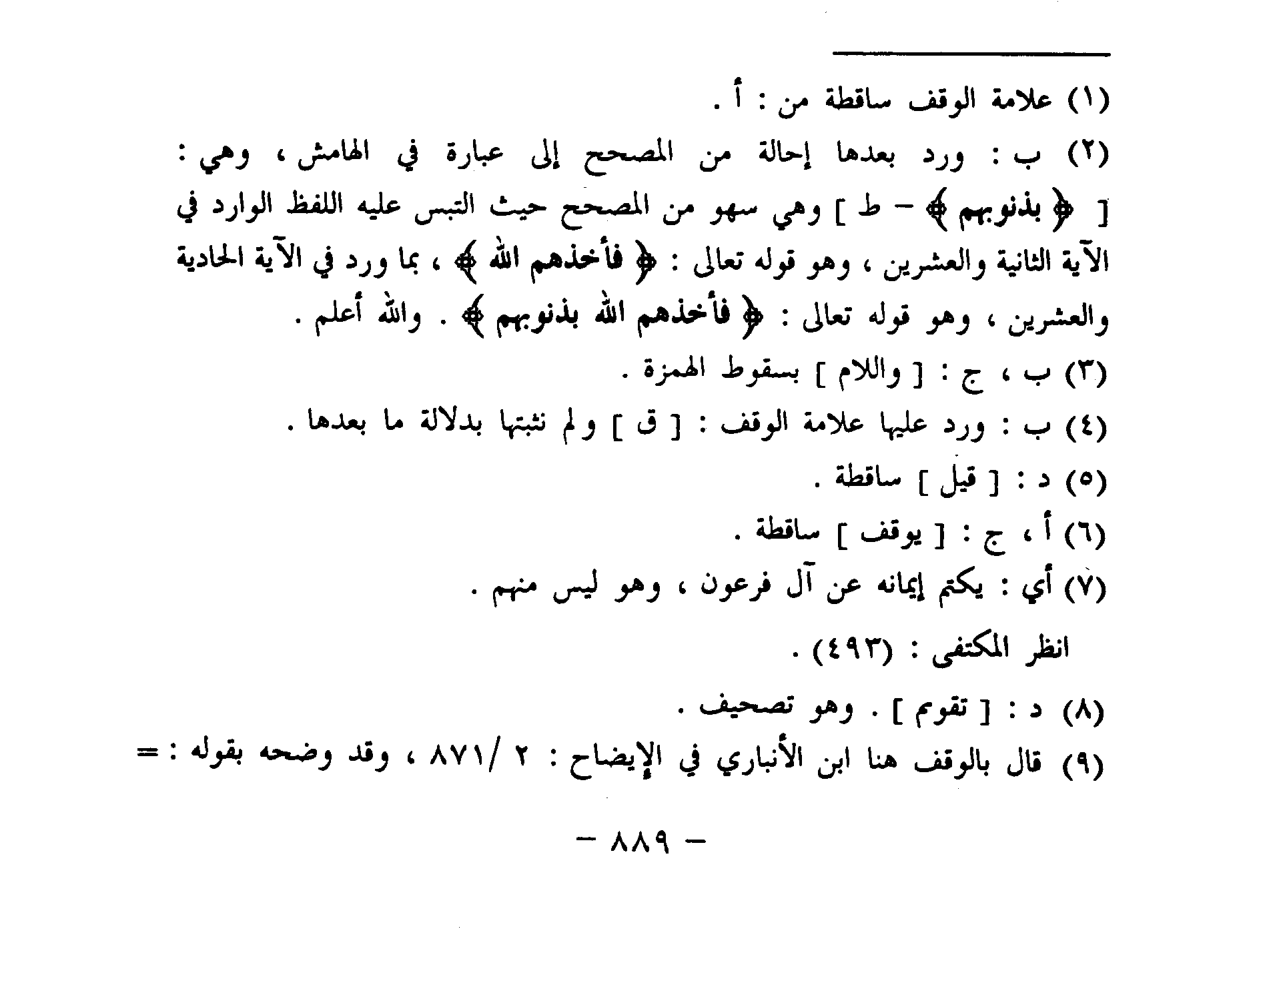 (١) علامة الوقف ساقطة من : أ .
(٢) ب : ورد بعدها إحالة من المصحح إلى عبارة في الهامش ، وهي :
[ ﴿ بذنوبهم ﴾ - ط ] وهي سهو من المصحح حيث التبس عليه اللفظ الوارد في
الآية الثانية والعشرين ، وهو قوله تعالى : ﴿ فأخذهم الله ﴾ ، بما ورد في الآية الحادية
والعشرين ، وهو قوله تعالى : ﴿ فأخذهم الله بذنوبهم ﴾ . والله أعلم .
(٣) ب ، ج : [ واللام ] بسقوط الهمزة .
(٤) ب : ورد عليها علامة الوقف : [ ق ] ولم نثبتها بدلالة ما بعدها .
(٥) د : [ قيل ] ساقطة .
(٦) أ ، ج : [ يوقف ] ساقطة .
(٧) أي : يكتم إيمانه عن آل فرعون ، وهو ليس منهم .
انظر المكتفى : (٤٩٣) .
(٨) د : [ تقوم ] . وهو تصحيف .
(٩) قال بالوقف هنا ابن الأنباري في الإيضاح : ٢ /٨٧١ ، وقد وضحه بقوله : =
- ٨٨٩ -